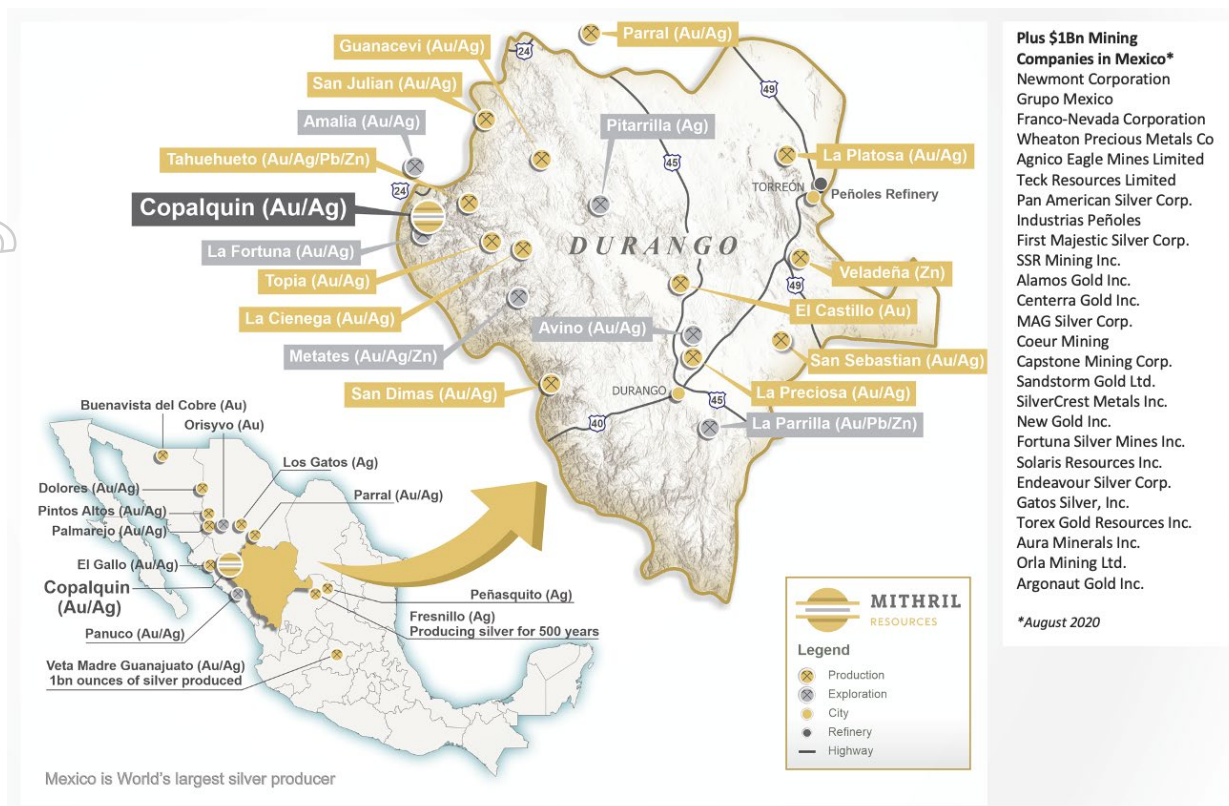 Parral (Au/Ag)
Guanacevi (Au/Ag)
24
San Julian (Au/Ag)
49
Amalia (Au/Ag)
Pitarrilla (Ag)
Tahuehueto (Au/Ag/Pb/Zn)
45
La Platosa (Au/Ag)
24
TORREÓN
Peñoles Refinery
Copalquin (Au/Ag)
La Fortuna (Au/Ag)
DURANGO
Topia (Au/Ag)
Veladeña (Zn)
49
La Cienega (Au/Ag)
El Castillo (Au)
Avino (Au/Ag)
Metates (Au/Ag/Zn)
San Sebastian (Au/Ag)
San Dimas (Au/Ag)
DURANGO
La Preciosa (Au/Ag)
45
40
La Parrilla (Au/Pb/Zn)
Buenavista del Cobre (Au)
Orisyvo (Au)
Los Gatos (Ag)
Dolores (Au/Ag)
Parral (Au/Ag)
Pintos Altos (Au/Ag)
Palmarejo (Au/Ag)
El Gallo (Au/Ag)
Copalquin
(Au/Ag)
Peñasquito (Ag)
Panuco (Au/Ag)
Fresnillo (Ag)
Producing silver for 500 years
Veta Madre Guanajuato (Au/Ag)
1bn ounces of silver produced
Mexico is World's largest silver producer
MITHRIL
RESOURCES
Legend
Production
Exploration
City
Refinery
Highway
Plus $1Bn Mining
Companies in Mexico*
Newmont Corporation
Grupo Mexico
Franco-Nevada Corporation
Wheaton Precious Metals Co
Agnico Eagle Mines Limited
Teck Resources Limited
Pan American Silver Corp.
Industrias Peñoles
First Majestic Silver Corp.
SSR Mining Inc.
Alamos Gold Inc.
Centerra Gold Inc.
MAG Silver Corp.
Coeur Mining
Capstone Mining Corp.
Sandstorm Gold Ltd.
SilverCrest Metals Inc.
New Gold Inc.
Fortuna Silver Mines Inc.
Solaris Resources Inc.
Endeavour Silver Corp.
Gatos Silver, Inc.
Torex Gold Resources Inc.
Aura Minerals Inc.
Orla Mining Ltd.
Argonaut Gold Inc.
*August 2020